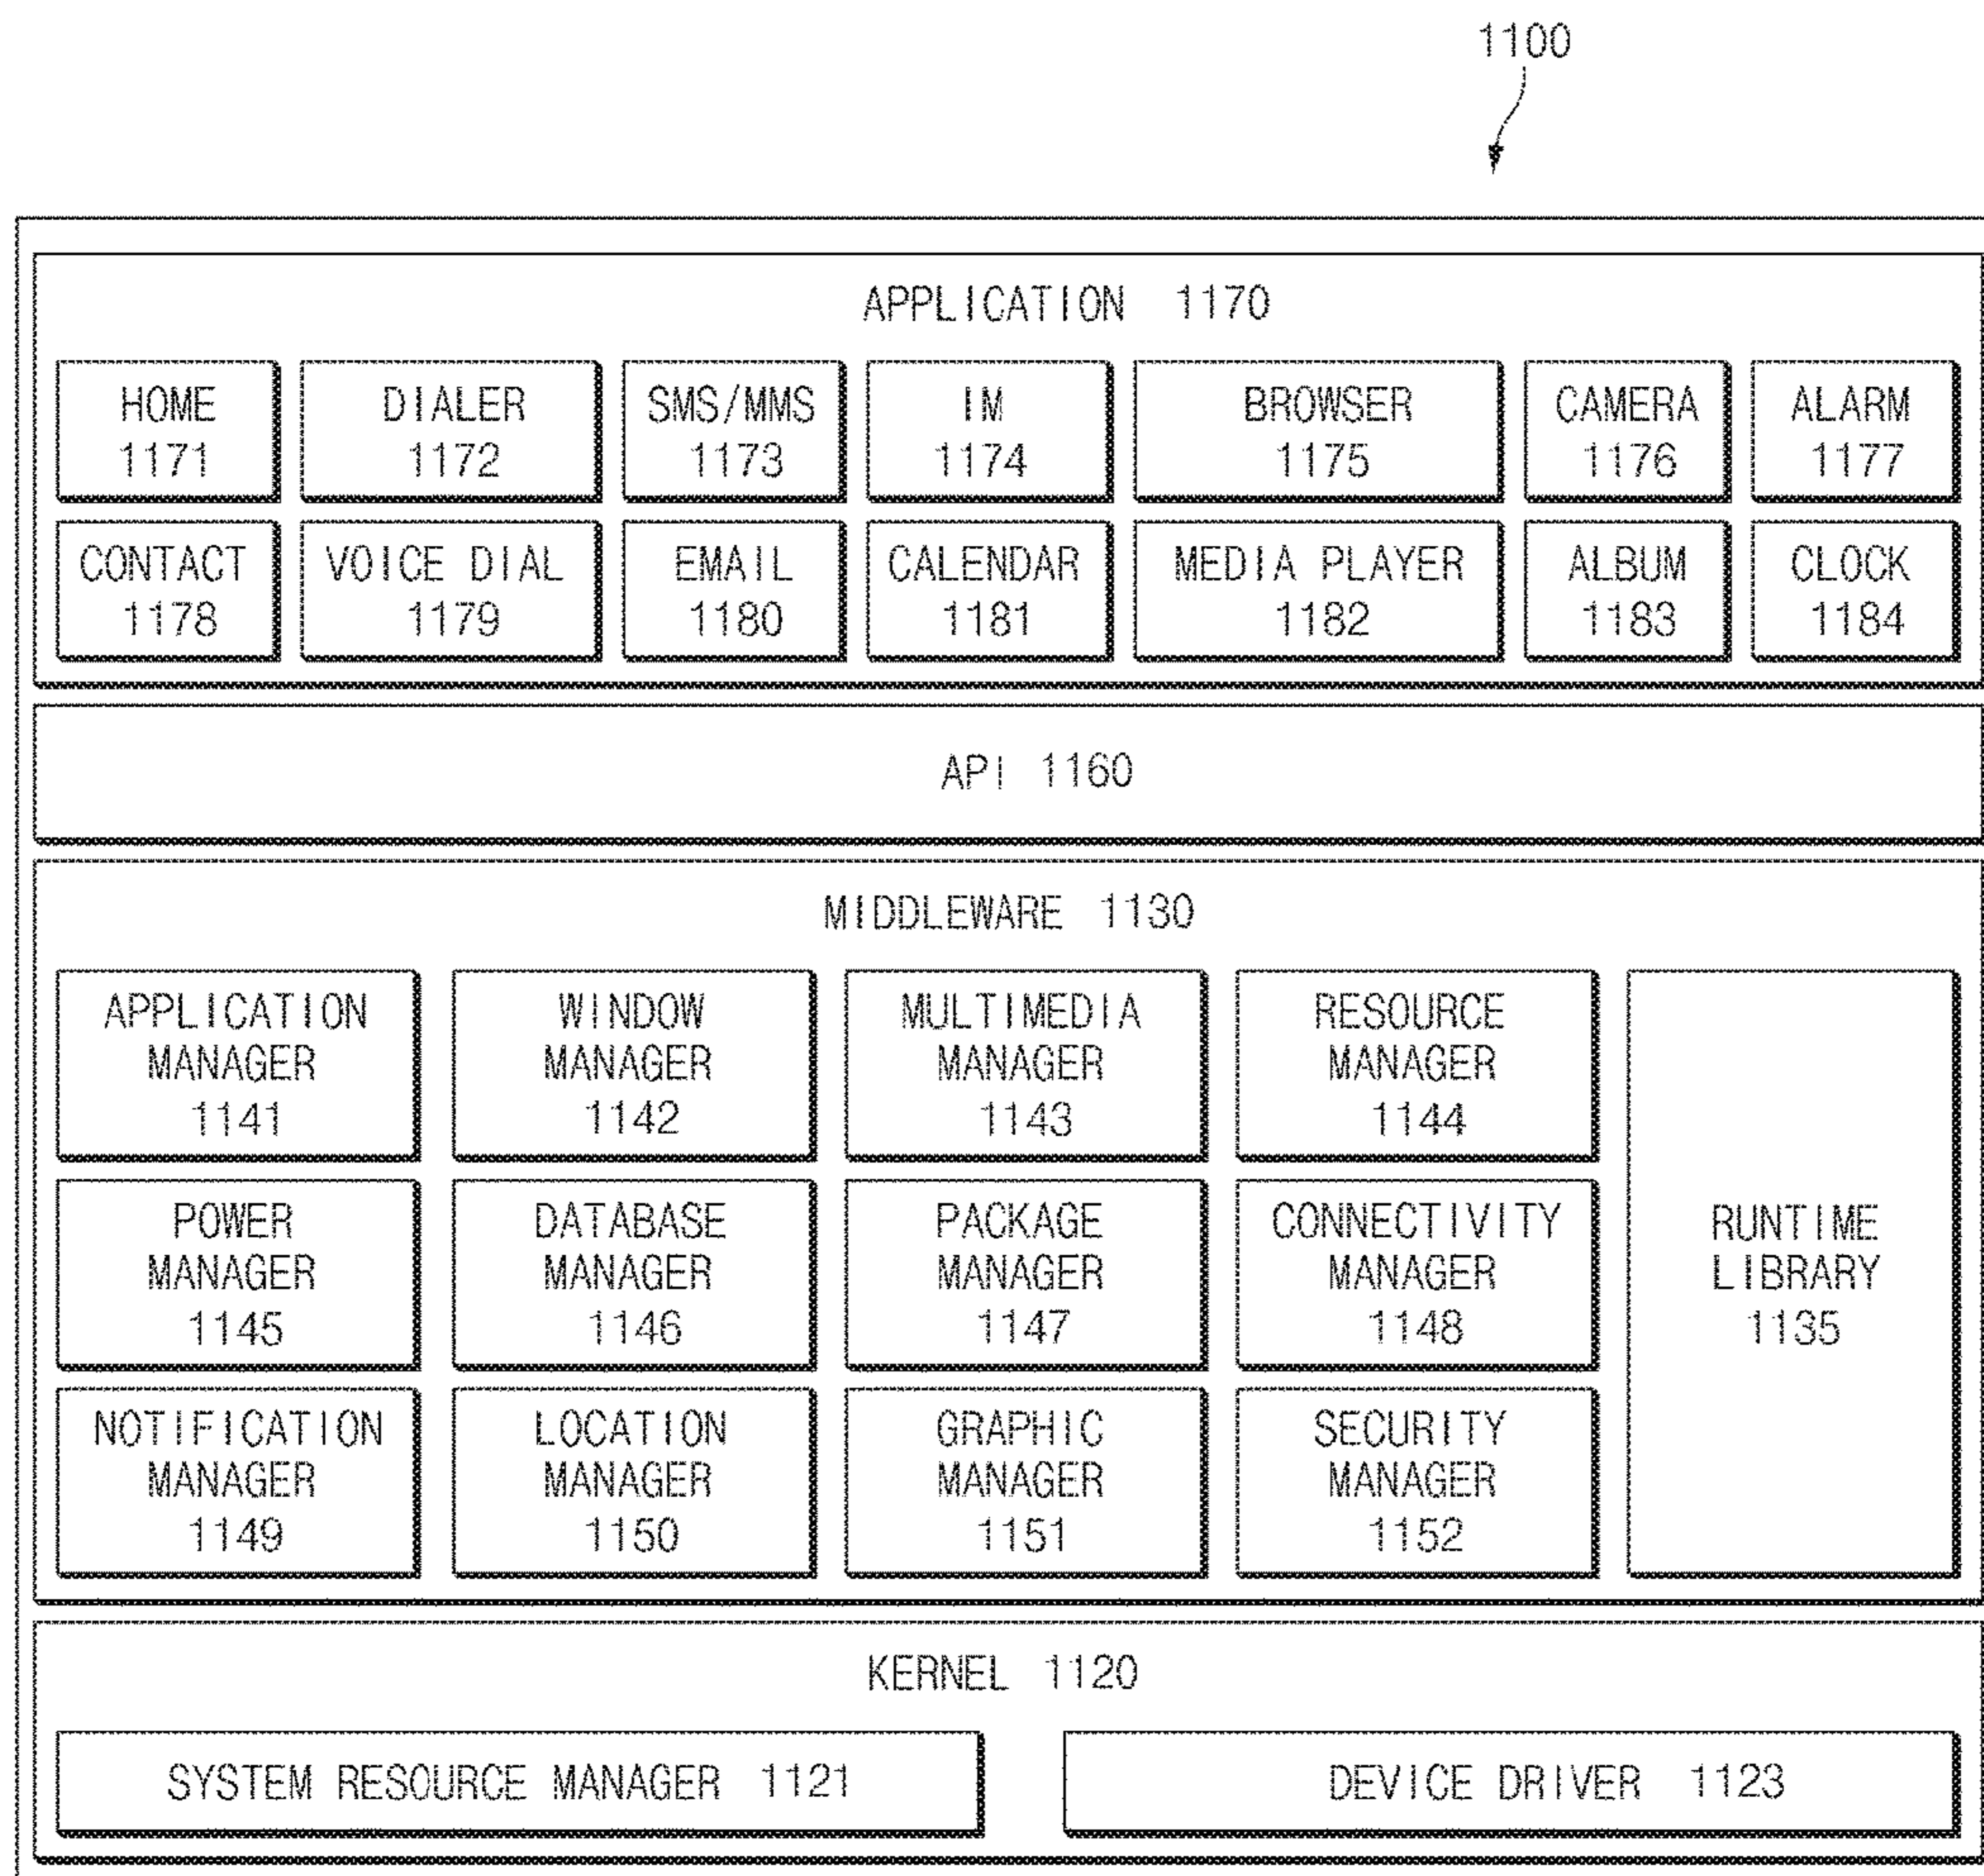 1100
APPLICATION 1170
HOME
1171
DIALER
1172
SMS/MMS
1173
IM
1174
BROWSER
1175
CAMERA
1176
ALARM
1177
CONTACT
1178
VOICE DIAL
1179
EMAIL
1180
CALENDAR
1181
MEDIA PLAYER
1182
ALBUM
1183
CLOCK
1184
API 1160
MIDDLEWARE 1130
APPLICATION
MANAGER
1141
WINDOW
MANAGER
1142
MULTIMEDIA
MANAGER
1143
RESOURCE
MANAGER
1144
POWER
MANAGER
1145
DATABASE
MANAGER
1146
PACKAGE
MANAGER
1147
CONNECTIVITY
MANAGER
1148
RUNTIME
LIBRARY
1135
NOTIFICATION
MANAGER
1149
LOCATION
MANAGER
1150
GRAPHIC
MANAGER
1151
SECURITY
MANAGER
1152
KERNEL 1120
SYSTEM RESOURCE MANAGER 1121
DEVICE DRIVER 1123